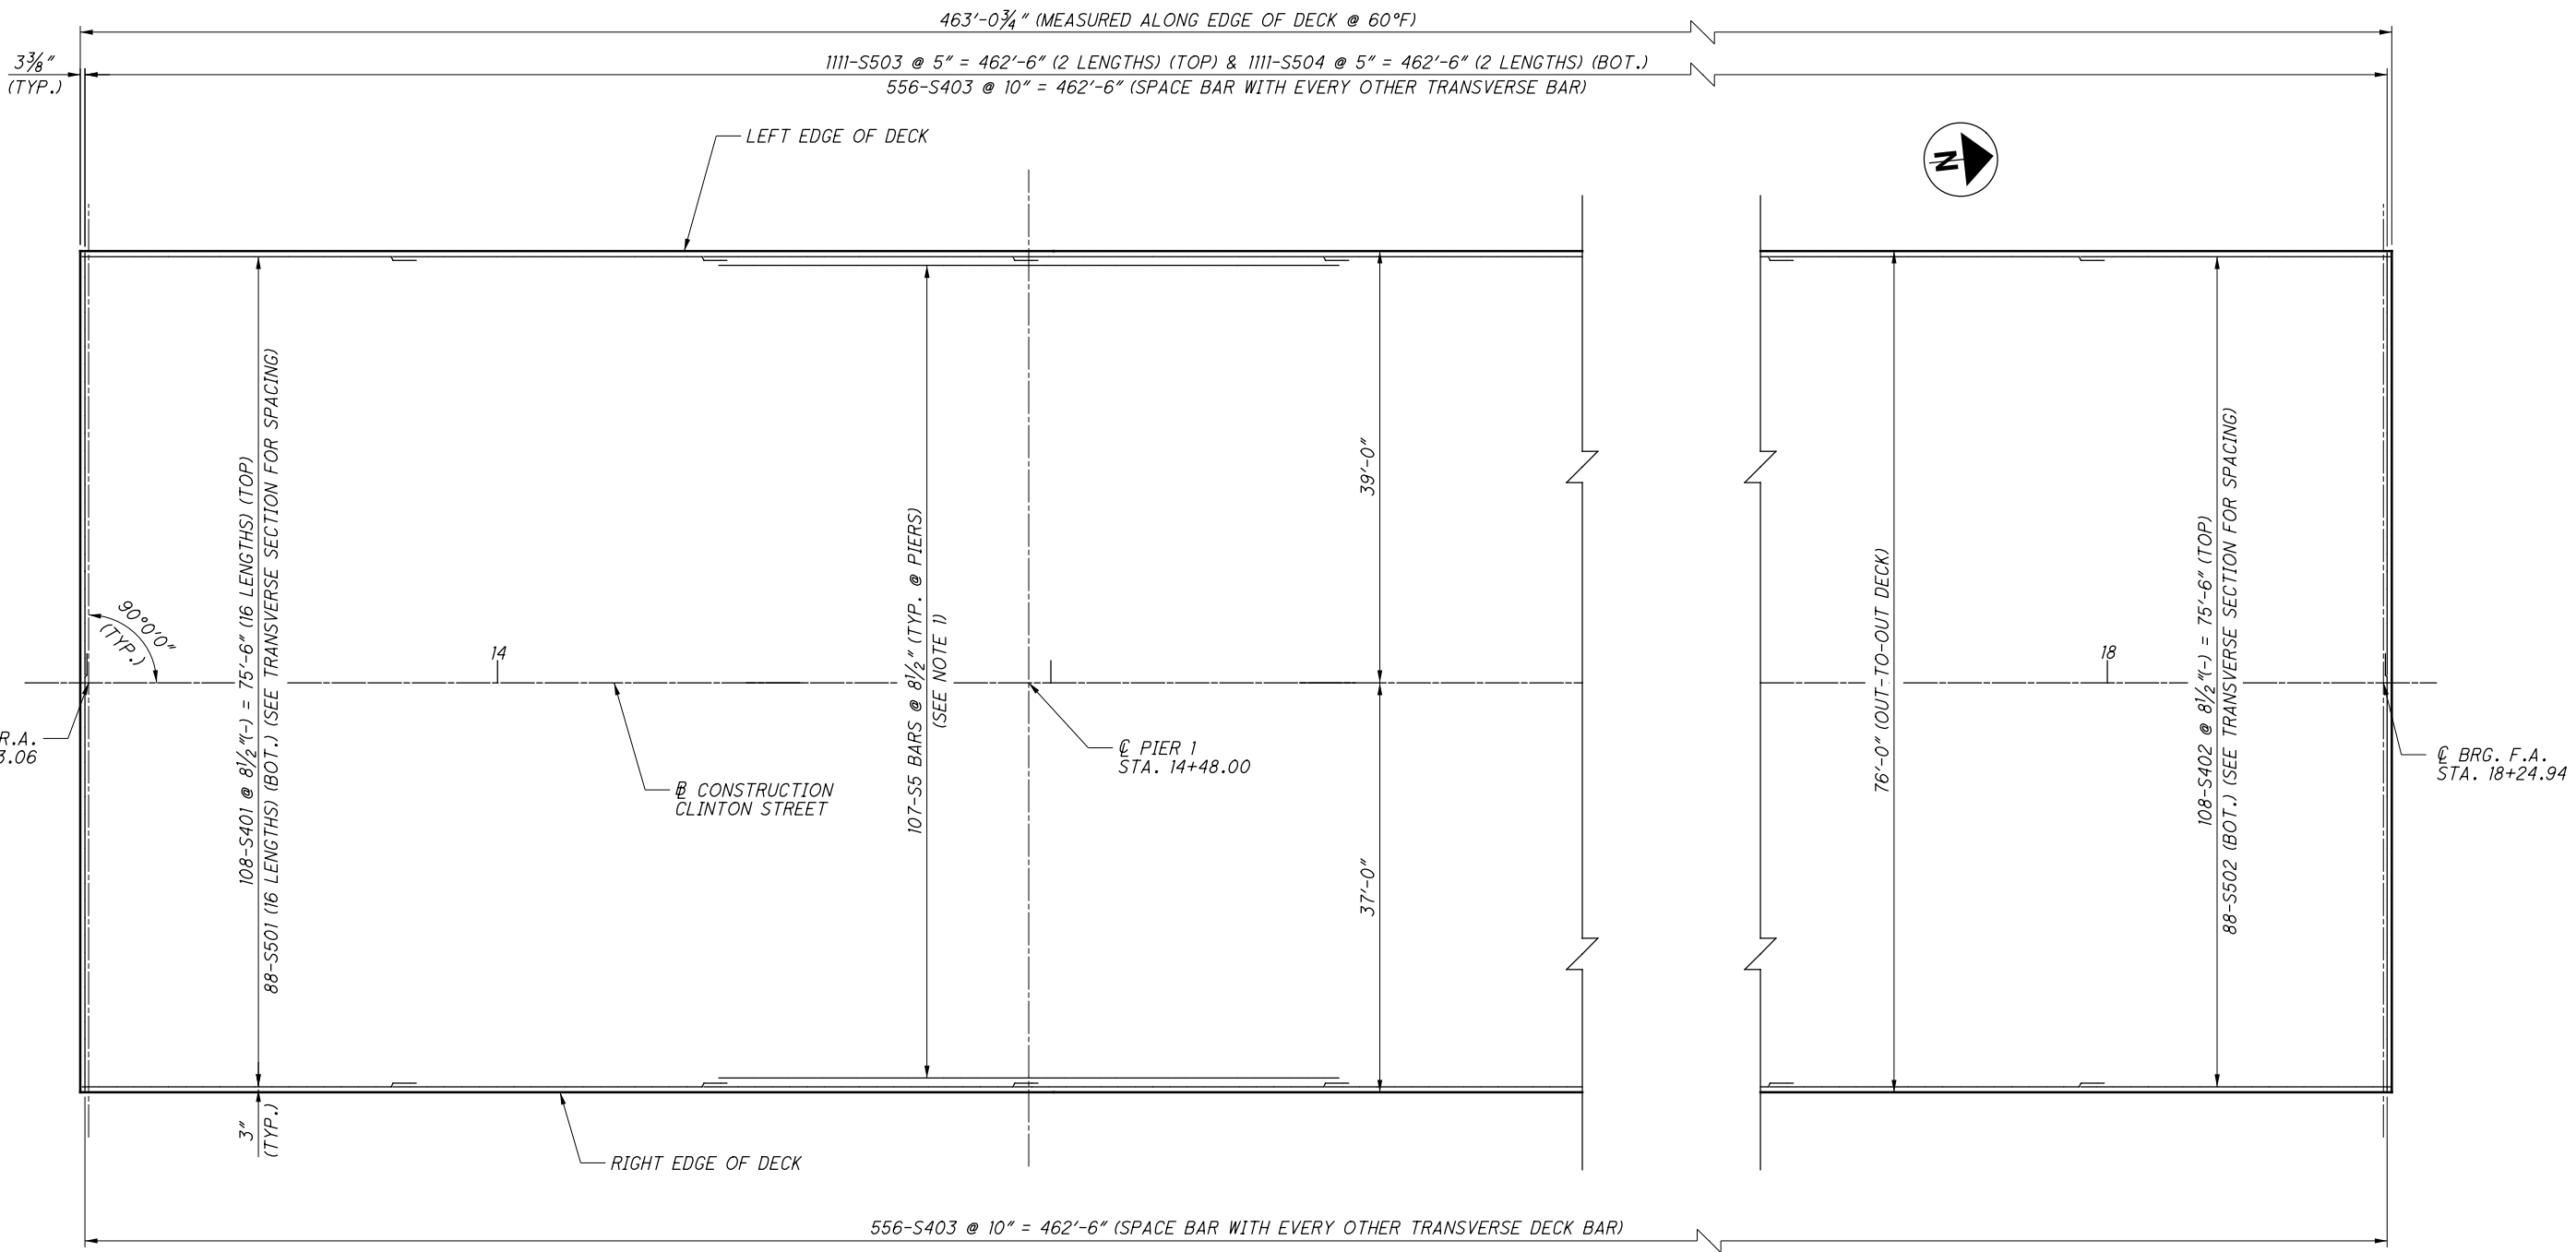 463'-0¾" (MEASURED ALONG EDGE OF DECK @ 60°F)
3⅜"
(TYP.)
1111-S503 @ 5" = 462'-6" (2 LENGTHS) (TOP) & 1111-S504 @ 5" = 462'-6" (2 LENGTHS) (BOT.)
556-S403 @ 10" = 462'-6" (SPACE BAR WITH EVERY OTHER TRANSVERSE BAR)
LEFT EDGE OF DECK
N
108-S401 @ 8½"(-) = 75'-6" (16 LENGTHS) (TOP)
88-S501 (16 LENGTHS) (BOT.) (SEE TRANSVERSE SECTION FOR SPACING)
107-S5 BARS @ 8½" (TYP. @ PIERS)
(SEE NOTE 1)
39'-0"
37'-0"
76'-0" (OUT-TO-OUT DECK)
108-S402 @ 8½"(-) = 75'-6" (TOP)
88-S502 (BOT.) (SEE TRANSVERSE SECTION FOR SPACING)
90°0'0"
(TYP.)
14
18
R.A.
3.06
℄ PIER 1
STA. 14+48.00
℄ BRG. F.A.
STA. 18+24.94
BL CONSTRUCTION
CLINTON STREET
3"
(TYP.)
RIGHT EDGE OF DECK
556-S403 @ 10" = 462'-6" (SPACE BAR WITH EVERY OTHER TRANSVERSE DECK BAR)